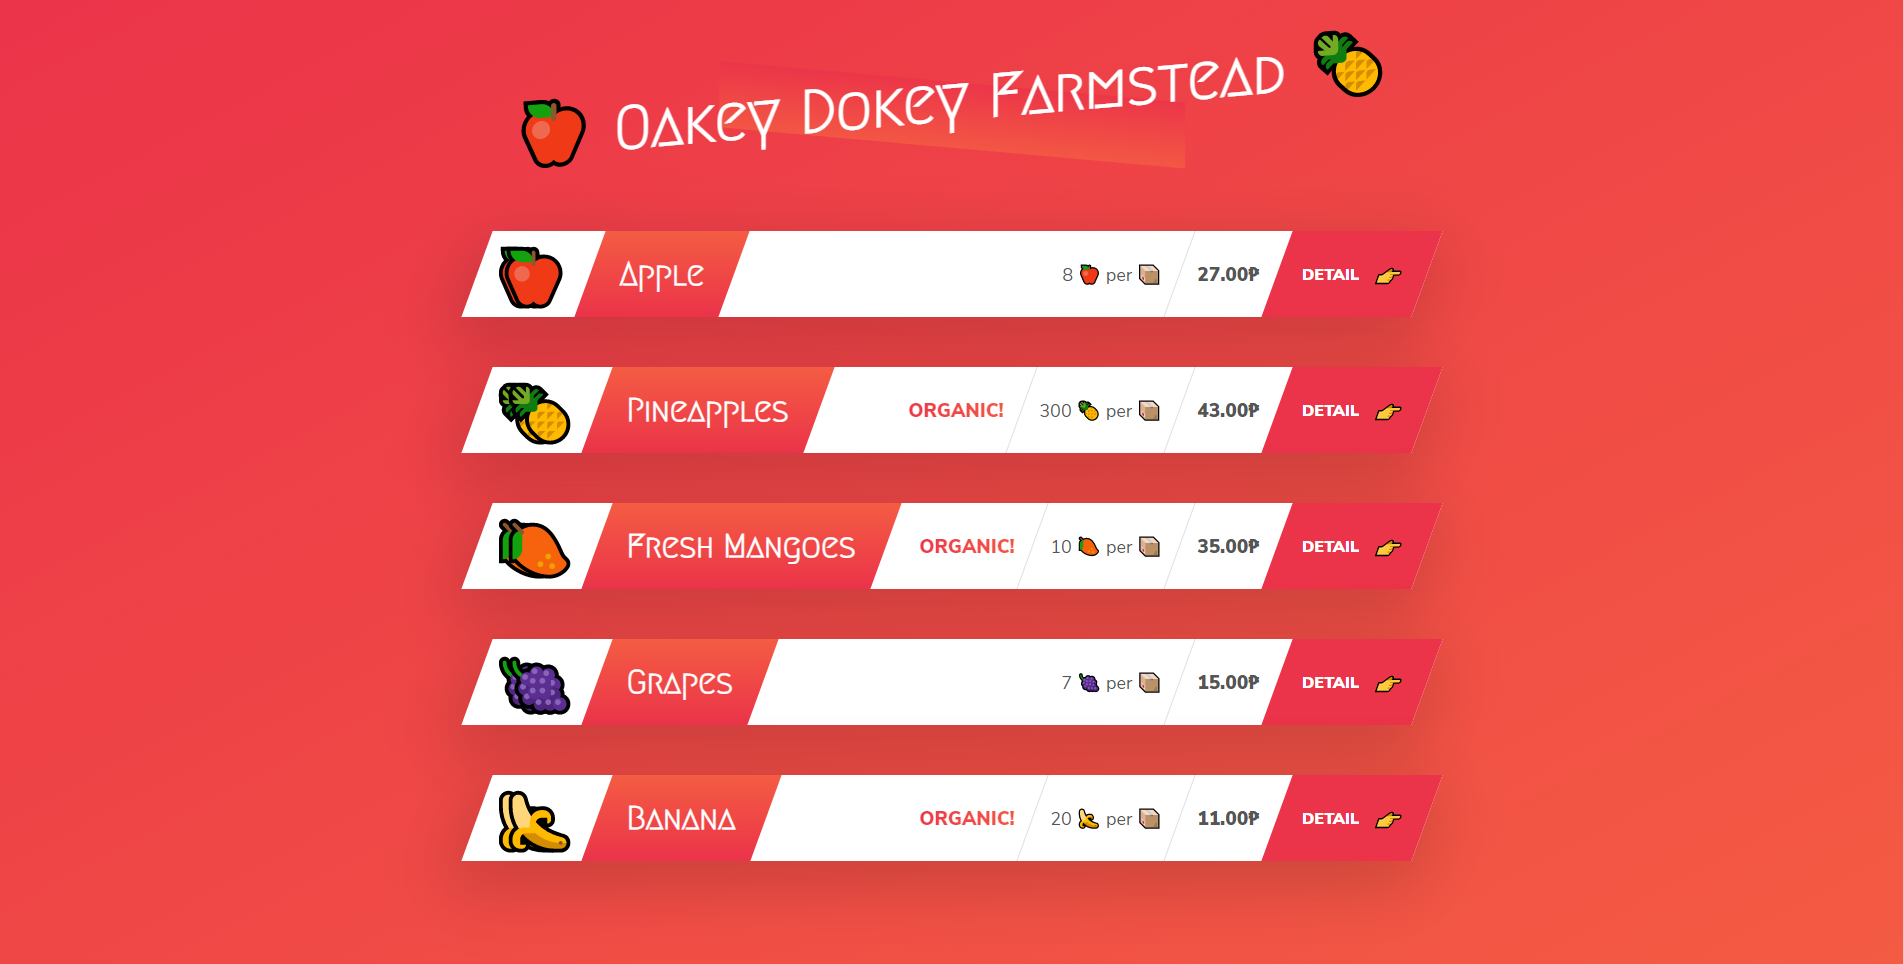 Oakey Dokey Farmstead
Apple
8 🍎 per 📦
27.00₱
DETAIL 👉
Pineapples
ORGANIC!
300 🍍 per 📦
43.00₱
DETAIL 👉
Fresh Mangoes
ORGANIC!
10 🥭 per 📦
35.00₱
DETAIL 👉
Grapes
7 🍇 per 📦
15.00₱
DETAIL 👉
Banana
ORGANIC!
20 🍌 per 📦
11.00₱
DETAIL 👉